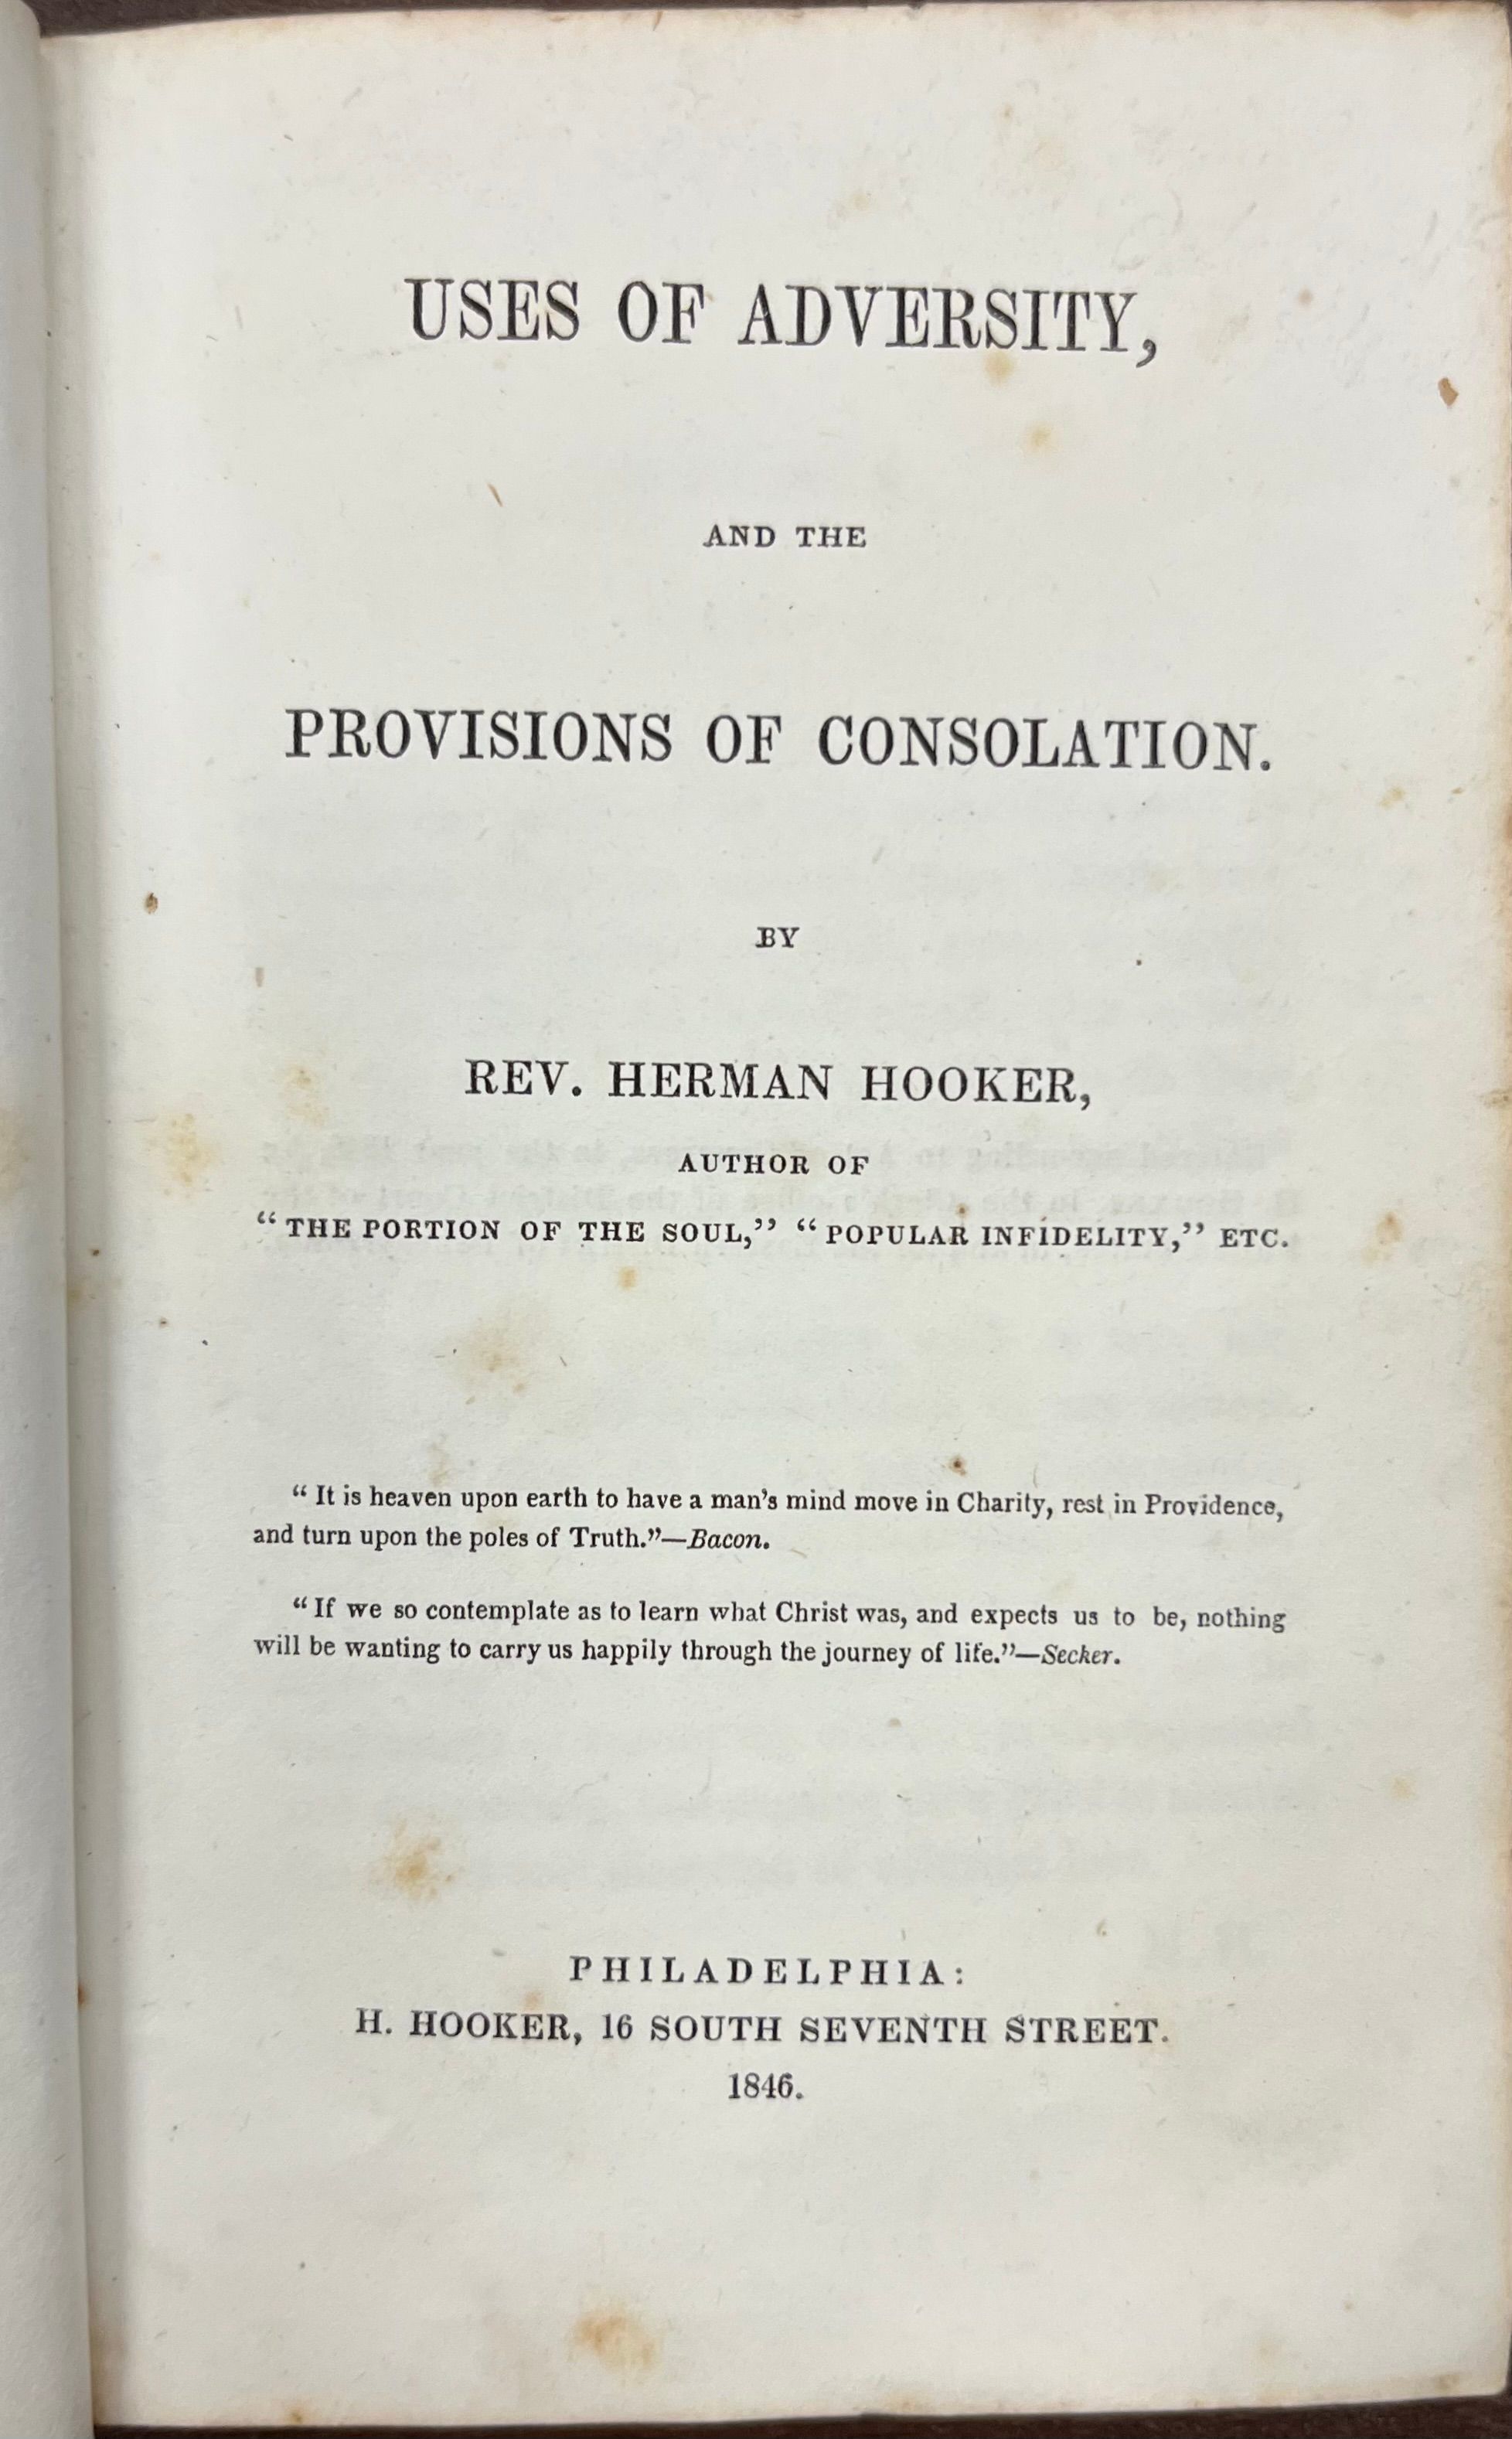 USES OF ADVERSITY,
AND THE
PROVISIONS OF CONSOLATION.
BY
REV. HERMAN HOOKER,
AUTHOR OF
“THE PORTION OF THE SOUL,” “POPULAR INFIDELITY,” ETC.
“It is heaven upon earth to have a man’s mind move in Charity, rest in Providence,
and turn upon the poles of Truth.”—Bacon.
“If we so contemplate as to learn what Christ was, and expects us to be, nothing
will be wanting to carry us happily through the journey of life.”—Secker.
PHILADELPHIA:
H. HOOKER, 16 SOUTH SEVENTH STREET.
1846.